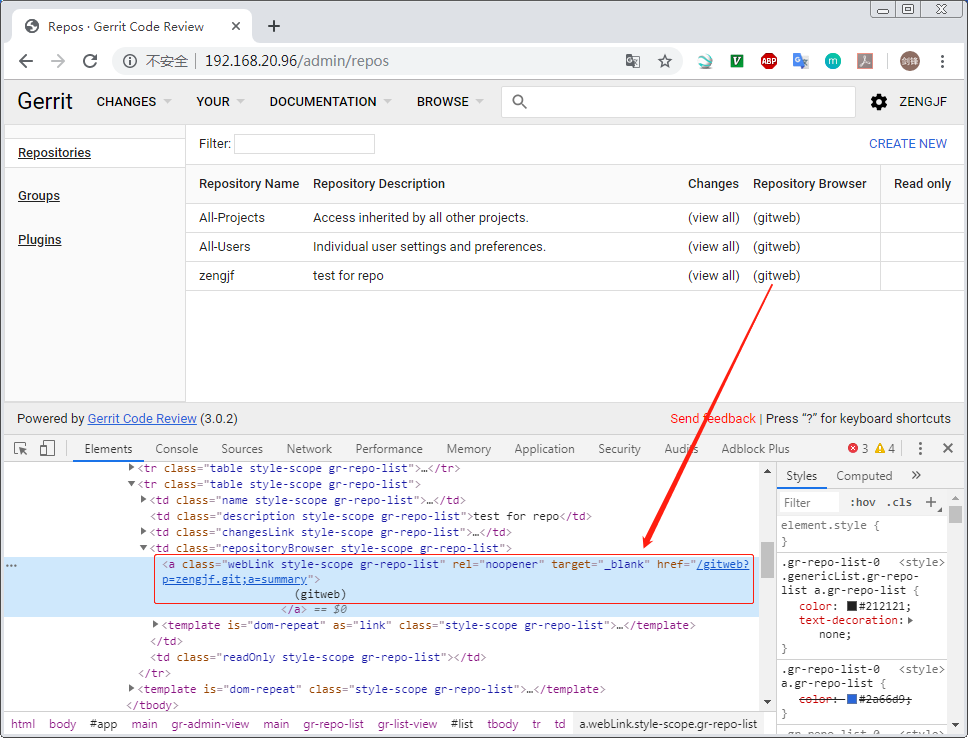 Repos · Gerrit Code Review
不安全 192.168.20.96/admin/repos
ABP
m
剑锋
Gerrit CHANGES YOUR DOCUMENTATION BROWSE ZENGJF
Repositories
Groups
Plugins
Filter: CREATE NEW
Repository Name Repository Description Changes Repository Browser Read only
All-Projects Access inherited by all other projects. (view all) (gitweb)
All-Users Individual user settings and preferences. (view all) (gitweb)
zengjf test for repo (view all) (gitweb)
Powered by Gerrit Code Review (3.0.2) Send feedback | Press “?” for keyboard shortcuts
Elements Console Sources Network Performance Memory Application Security Audits Adblock Plus 3 4
<tr class="table style-scope gr-repo-list">…</tr>
<tr class="table style-scope gr-repo-list">
<td class="name style-scope gr-repo-list">…</td>
<td class="description style-scope gr-repo-list">test for repo</td>
<td class="changesLink style-scope gr-repo-list">…</td>
<td class="repositoryBrowser style-scope gr-repo-list">
<a class="webLink style-scope gr-repo-list" rel="noopener" target="_blank" href="/gitweb?
p=zengjf.git;a=summary">
(gitweb)
</a> == $0
<template is="dom-repeat" as="link" class="style-scope gr-repo-list">…</template>
</td>
<td class="readOnly style-scope gr-repo-list"></td>
</tr>
<template is="dom-repeat" class="style-scope gr-repo-list">…</template>
</tbody>
html body #app main gr-admin-view main gr-repo-list gr-list-view #list tbody tr td a.webLink.style-scope.gr-repo-list
Styles Computed »
Filter :hov .cls +
element.style {
}
.gr-repo-list-0 <style>
.genericList.gr-repo-
list a.gr-repo-list {
color: #212121;
text-decoration:
none;
}
.gr-repo-list-0 <style>
a.gr-repo-list {
color: #2a66d9;
}